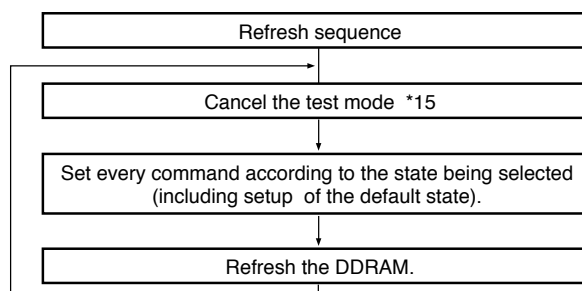 Refresh sequence
Cancel the test mode  *15
Set every command according to the state being selected
(including setup  of the default state).
Refresh the DDRAM.